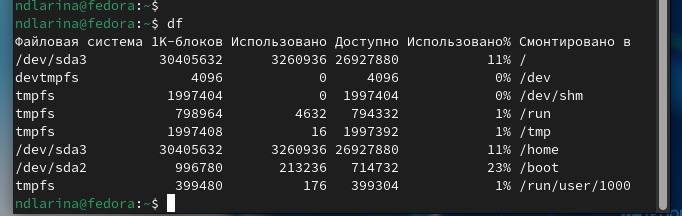 ndlarina@fedora:~$
ndlarina@fedora:~$ df
Файловая система 1K-блоков Использовано Доступно Использовано% Смонтировано в
/dev/sda3 30405632 3260936 26927880 11% /
devtmpfs 4096 0 4096 0% /dev
tmpfs 1997404 0 1997404 0% /dev/shm
tmpfs 798964 4632 794332 1% /run
tmpfs 1997408 16 1997392 1% /tmp
/dev/sda3 30405632 3260936 26927880 11% /home
/dev/sda2 996780 213236 714732 23% /boot
tmpfs 399480 176 399304 1% /run/user/1000
ndlarina@fedora:~$